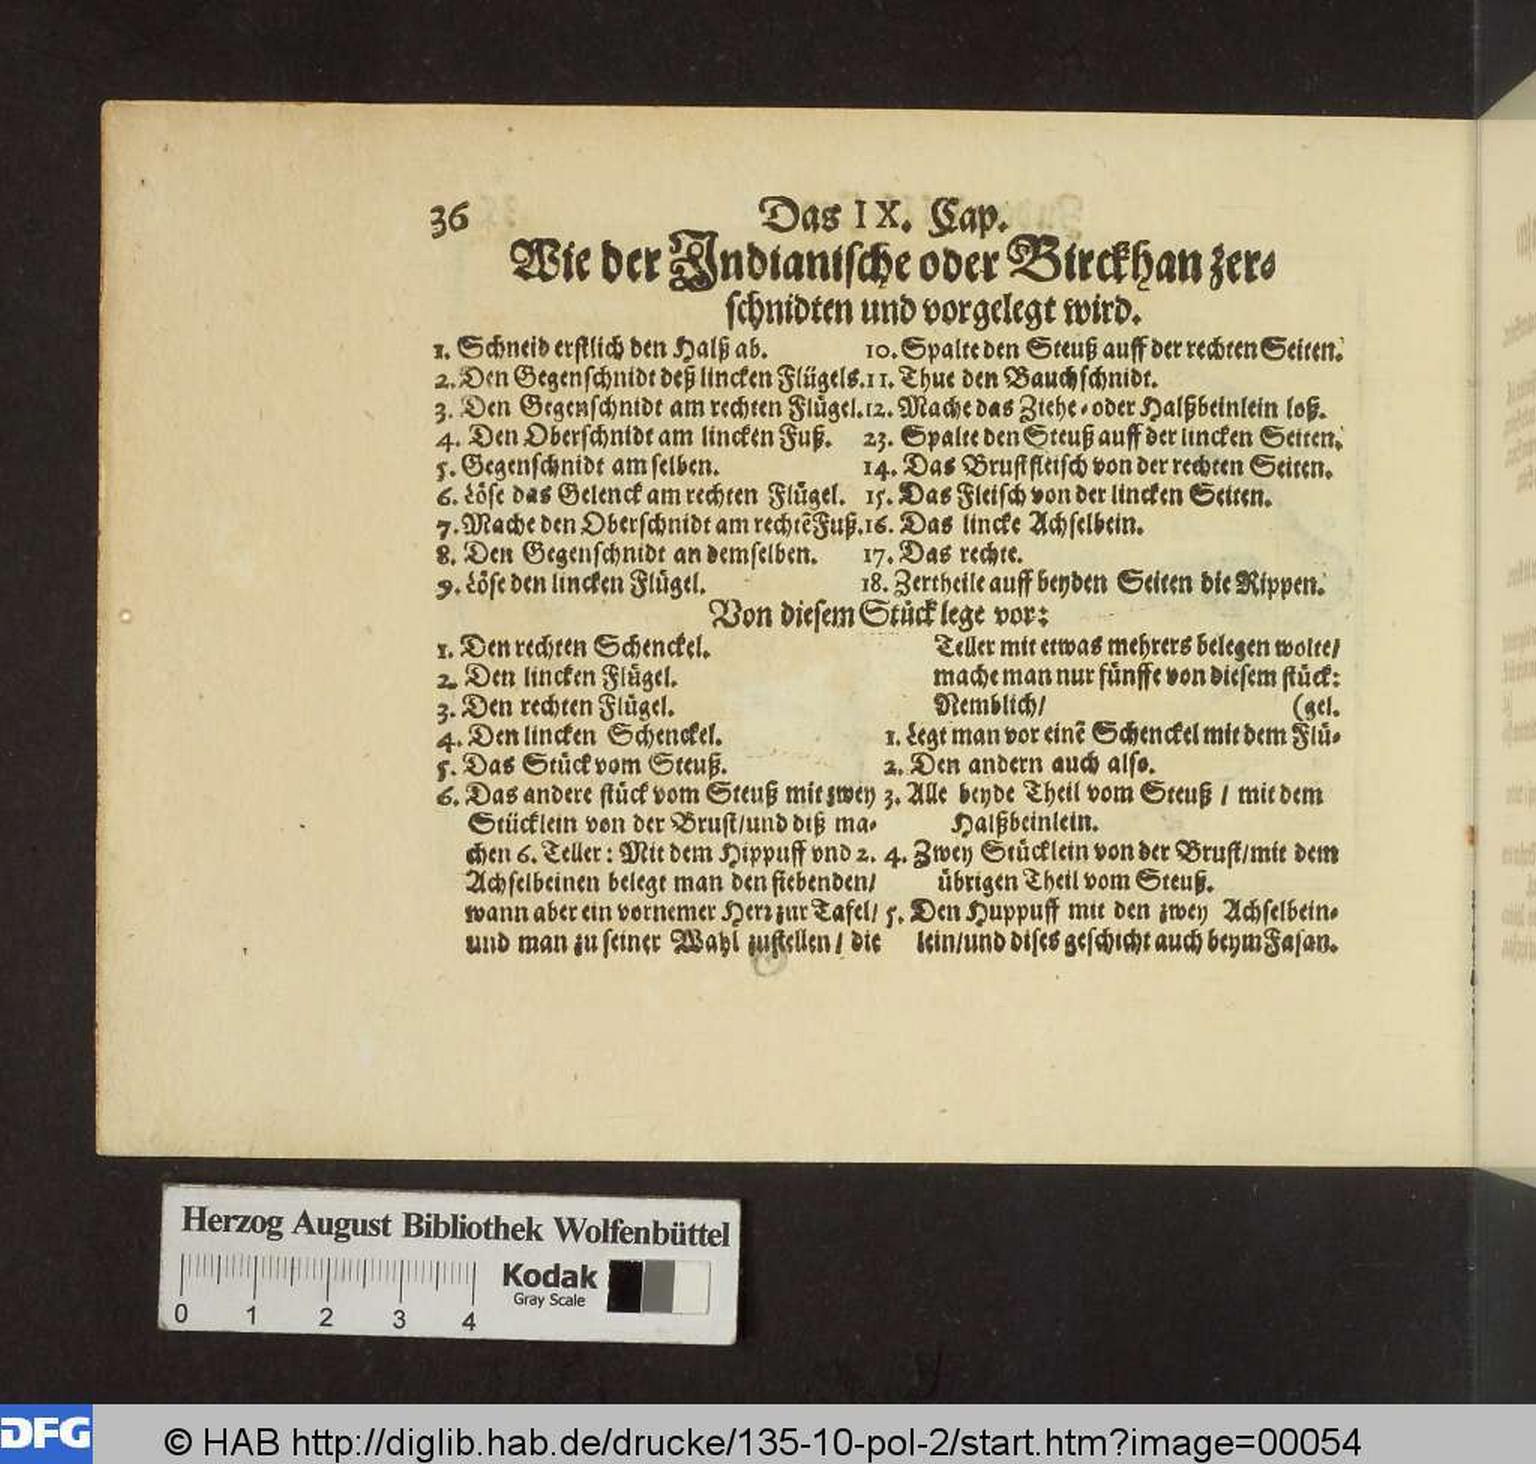 36
Das IX. Cap.
Wie der Indianische oder Birckhan zer-
schnidten und vorgelegt wird.
1. Schneid erstlich den Halß ab.
2. Den Gegenschnidt deß lincken Flügels.
3. Den Gegenschnidt am rechten Flügel.
4. Den Oberschnidt am lincken Fuß.
5. Gegenschnidt am selben.
6. Löse das Gelenck am rechten Flügel.
7. Mache den Oberschnidt am rechtē Fuß.
8. Den Gegenschnidt an demselben.
9. Löse den lincken Flügel.
10. Spalte den Steuß auff der rechten Seiten.
11. Thue den Bauchschnidt.
12. Mache das Ziehe-oder Halßbeinlein loß.
23. Spalte den Steuß auff der lincken Seiten.
14. Das Brustfleisch von der rechten Seiten.
15. Das Fleisch von der lincken Seiten.
16. Das lincke Achselbein.
17. Das rechte.
18. Zertheile auff beyden Seiten die Rippen.
Von diesem Stück lege vor:
1. Den rechten Schenckel.
2. Den lincken Flügel.
3. Den rechten Flügel.
4. Den lincken Schenckel.
5. Das Stück vom Steuß.
6. Das andere stück vom Steuß mit zwey
Stücklein von der Brust/und diß ma-
chen 6. Teller: Mit dem Hippuff vnd 2.
Achselbeinen belegt man den siebenden/
wann aber ein vornemer Herr zur Tafel/
und man zu seiner Wahl zustellen/ die
Teller mit etwas mehrers belegen wolte/
mache man nur fünffe von diesem stück:
Nemblich/ (gel.
1. Legt man vor einē Schenckel mit dem Flü-
2. Den andern auch also.
3. Alle beyde Theil vom Steuß / mit dem
Halßbeinlein.
4. Zwey Stücklein von der Brust/mit dem
übrigen Theil vom Steuß.
5. Den Huppuff mit den zwey Achselbein-
lein/und dises geschicht auch beym Fasan.
Herzog August Bibliothek Wolfenbüttel
0 1 2 3 4
Kodak
Gray Scale
DFG
© HAB http://diglib.hab.de/drucke/135-10-pol-2/start.htm?image=00054